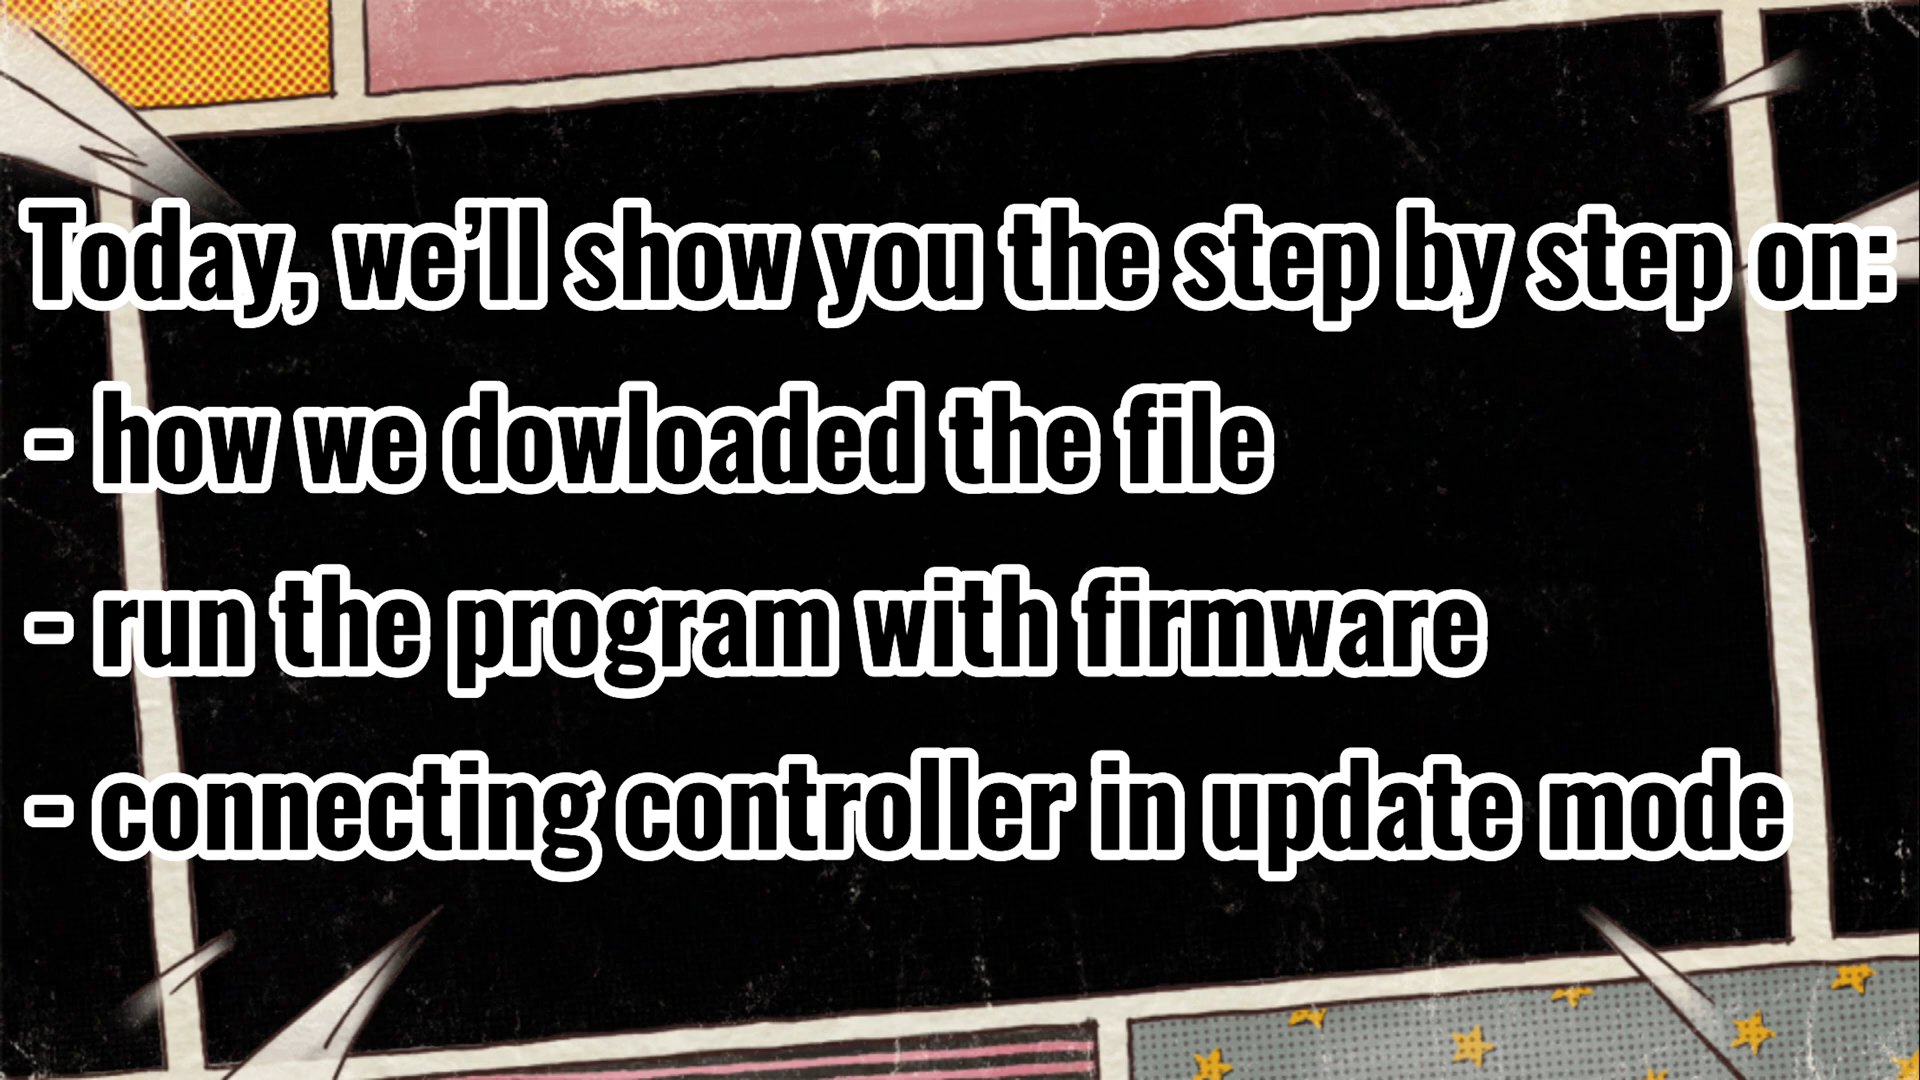 Today, we’ll show you the step by step on:
- how we dowloaded the file
- run the program with firmware
- connecting controller in update mode